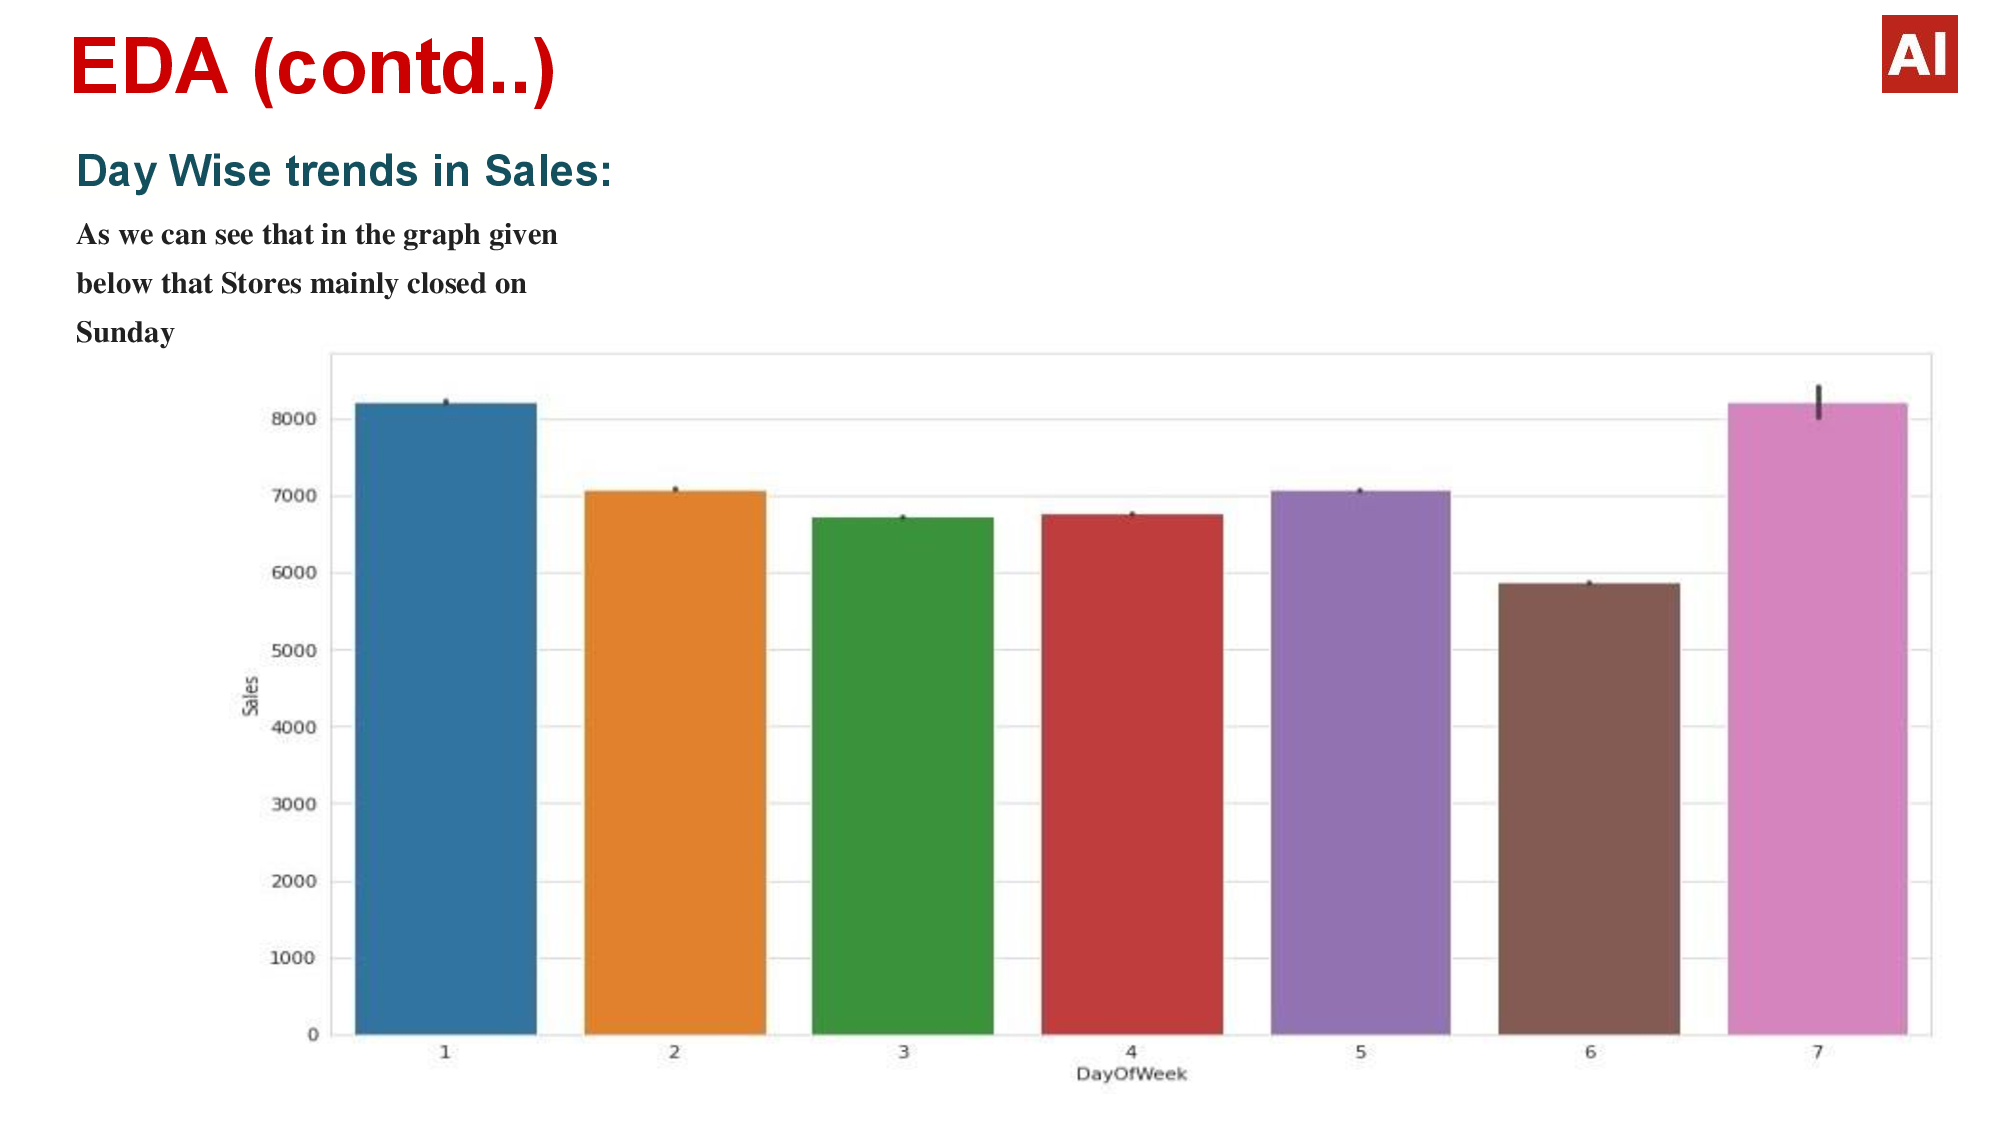 EDA (contd..)
AI
Day Wise trends in Sales:
As we can see that in the graph given
below that Stores mainly closed on
Sunday
8000
7000
6000
5000
4000
3000
2000
1000
0
Sales
1 2 3 4 5 6 7
DayOfWeek